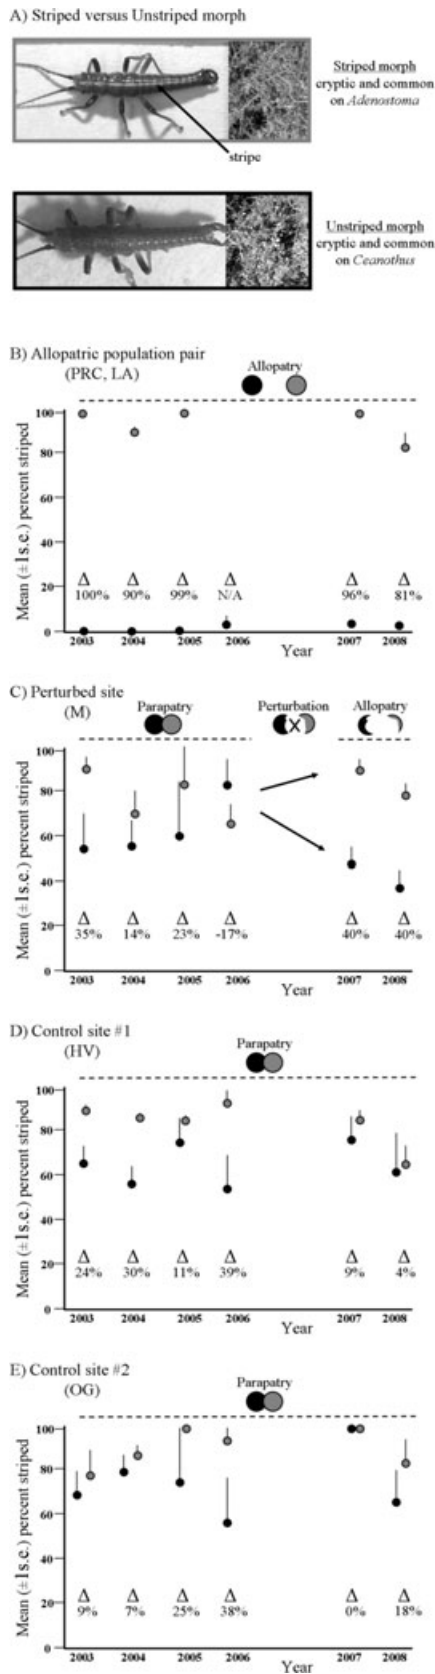 A) Striped versus Unstriped morph
Striped morph
cryptic and common
on Adenostoma
stripe
Unstriped morph
cryptic and common
on Ceanothus
B) Allopatric population pair
(PRC, LA)
Allopatry
Mean (±1s.e.) percent striped
100
80
60
40
20
0
Δ Δ Δ Δ Δ Δ
100% 90% 99% N/A 96% 81%
2003 2004 2005 2006 2007 2008
Year
C) Perturbed site
(M)
Parapatry
Perturbation
Allopatry
X
Mean (±1s.e.) percent striped
100
80
60
40
20
0
Δ Δ Δ Δ Δ Δ
35% 14% 23% -17% 40% 40%
2003 2004 2005 2006 2007 2008
Year
D) Control site #1
(HV)
Parapatry
Mean (±1s.e.) percent striped
100
80
60
40
20
0
Δ Δ Δ Δ Δ Δ
24% 30% 11% 39% 9% 4%
2003 2004 2005 2006 2007 2008
Year
E) Control site #2
(OG)
Parapatry
Mean (±1s.e.) percent striped
100
80
60
40
20
0
Δ Δ Δ Δ Δ Δ
9% 7% 25% 38% 0% 18%
2003 2004 2005 2006 2007 2008
Year